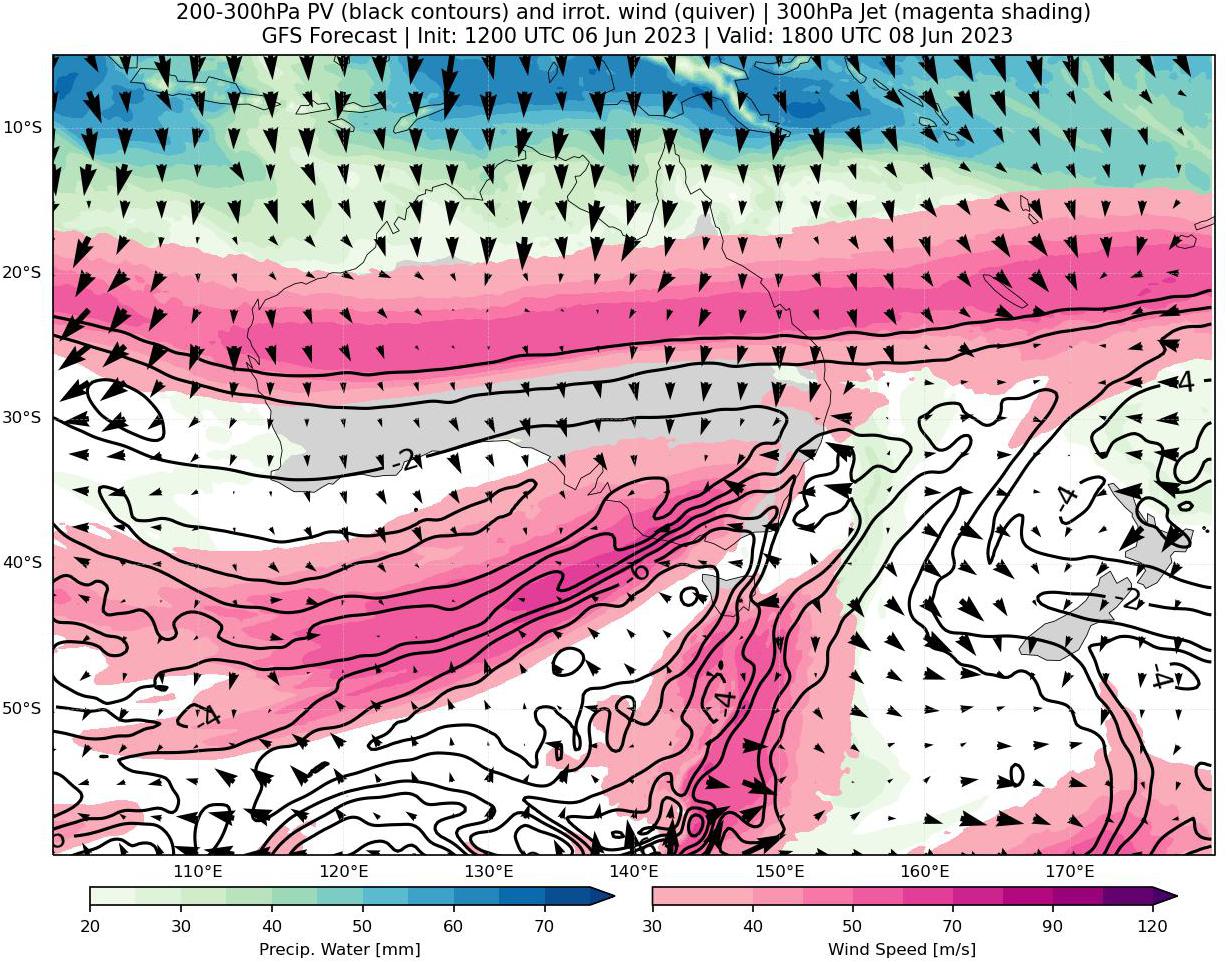 200-300hPa PV (black contours) and irrot. wind (quiver) | 300hPa Jet (magenta shading)
GFS Forecast | Init: 1200 UTC 06 Jun 2023 | Valid: 1800 UTC 08 Jun 2023
10°S
20°S
-4
30°S
-2
-4
40°S
-6
-2
-4
-4
50°S
-4
110°E 120°E 130°E 140°E 150°E 160°E 170°E
20 30 40 50 60 70
30 40 50 70 90 120
Precip. Water [mm]
Wind Speed [m/s]